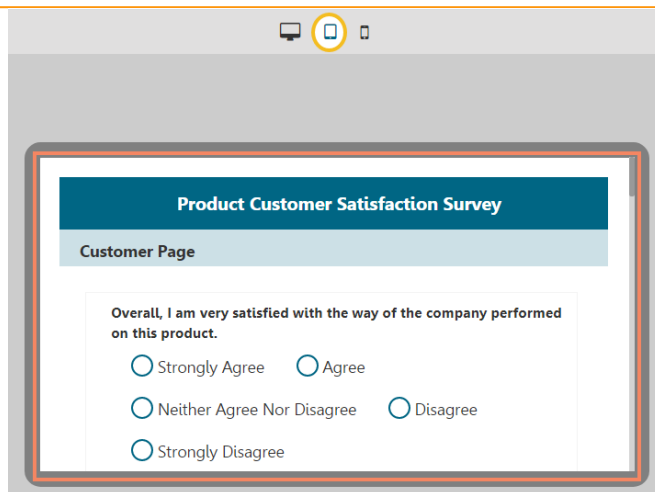 Product Customer Satisfaction Survey
Customer Page
Overall, I am very satisfied with the way of the company performed
on this product.
Strongly Agree Agree
Neither Agree Nor Disagree Disagree
Strongly Disagree